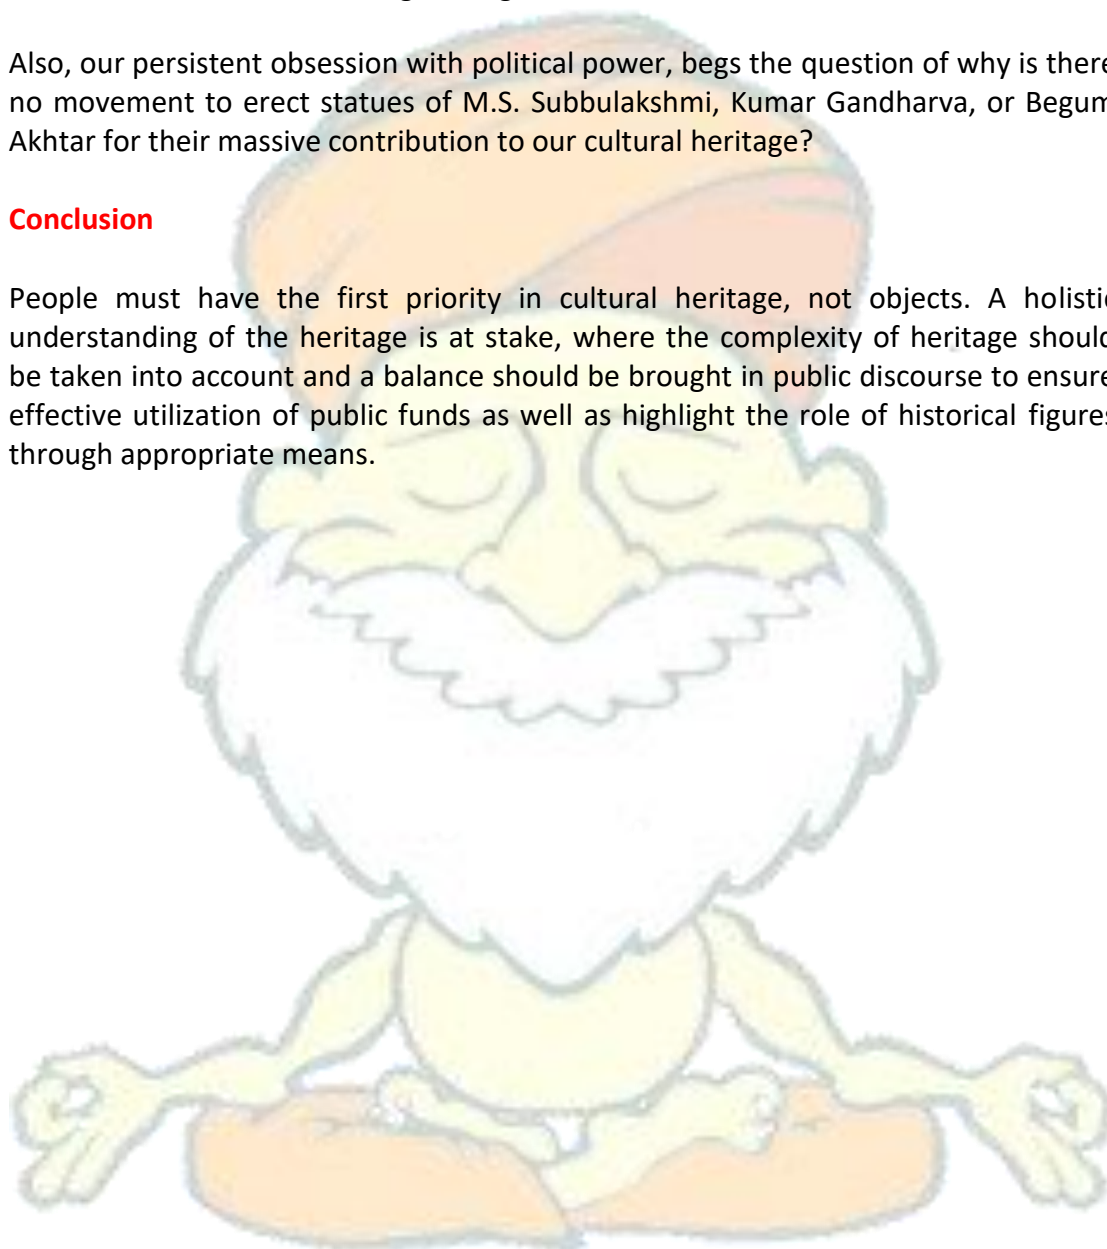 Also, our persistent obsession with political power, begs the question of why is there
no movement to erect statues of M.S. Subbulakshmi, Kumar Gandharva, or Begum
Akhtar for their massive contribution to our cultural heritage?
Conclusion
People must have the first priority in cultural heritage, not objects. A holistic
understanding of the heritage is at stake, where the complexity of heritage should
be taken into account and a balance should be brought in public discourse to ensure
effective utilization of public funds as well as highlight the role of historical figures
through appropriate means.